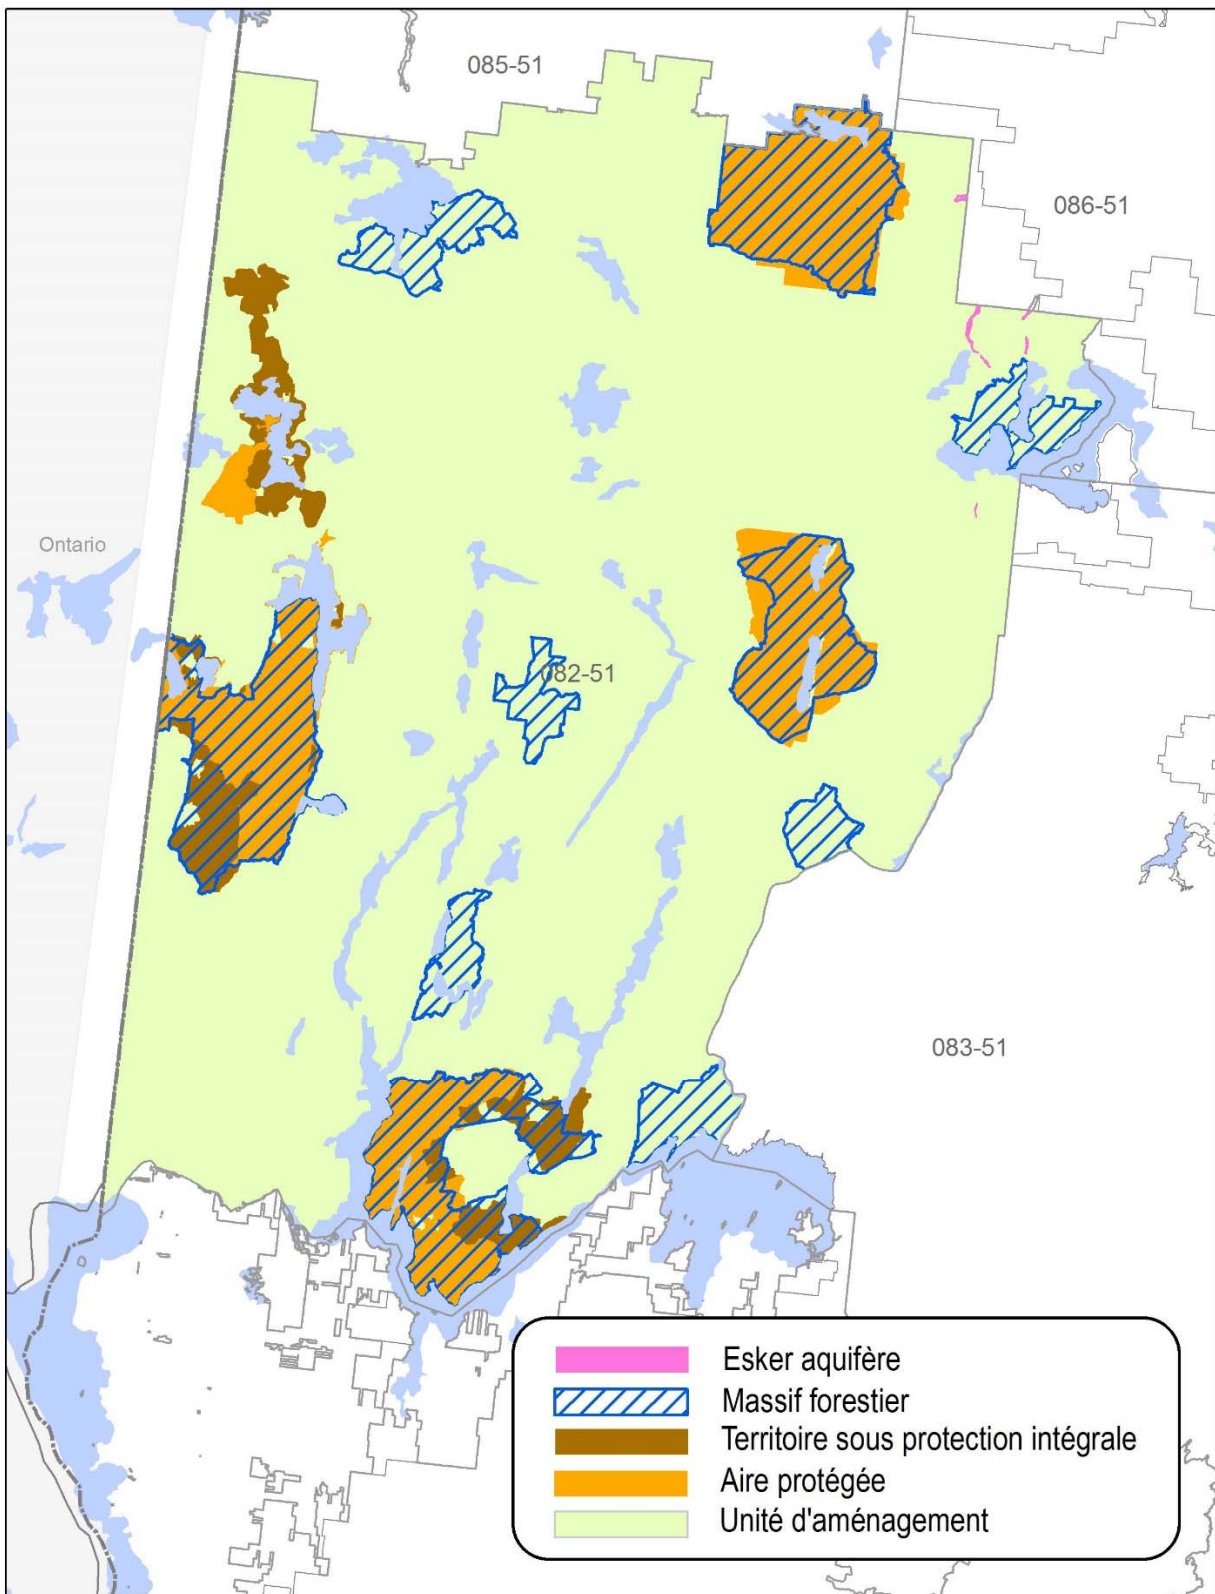 085-51
086-51
Ontario
082-51
083-51
Esker aquifère
Massif forestier
Territoire sous protection intégrale
Aire protégée
Unité d'aménagement